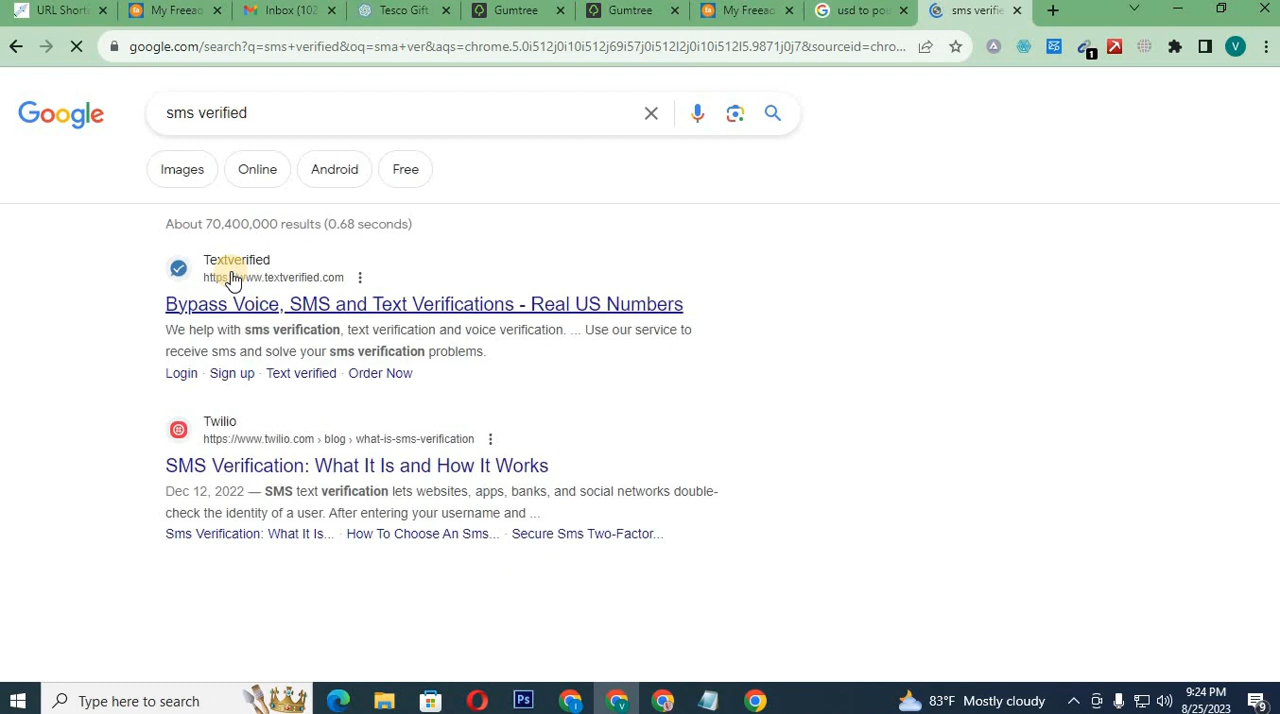 URL Short
My Freead
Inbox (102
Tesco Gift
Gumtree
Gumtree
My Freead
usd to pou
sms verifie
google.com/search?q=sms+verified&oq=sma+ver&aqs=chrome.5.0i512j0i10i512j69i57j0i512l2j0i10i512l5.9871j0j7&sourceid=chro...
1
V
Google
sms verified
Images
Online
Android
Free
About 70,400,000 results (0.68 seconds)
Textverified
https://www.textverified.com
Bypass Voice, SMS and Text Verifications - Real US Numbers
We help with sms verification, text verification and voice verification. ... Use our service to
receive sms and solve your sms verification problems.
Login · Sign up · Text verified · Order Now
Twilio
https://www.twilio.com › blog › what-is-sms-verification
SMS Verification: What It Is and How It Works
Dec 12, 2022 — SMS text verification lets websites, apps, banks, and social networks double-
check the identity of a user. After entering your username and ...
Sms Verification: What It Is... · How To Choose An Sms... · Secure Sms Two-Factor...
Type here to search
Ps
83°F Mostly cloudy
9:24 PM
8/25/2023